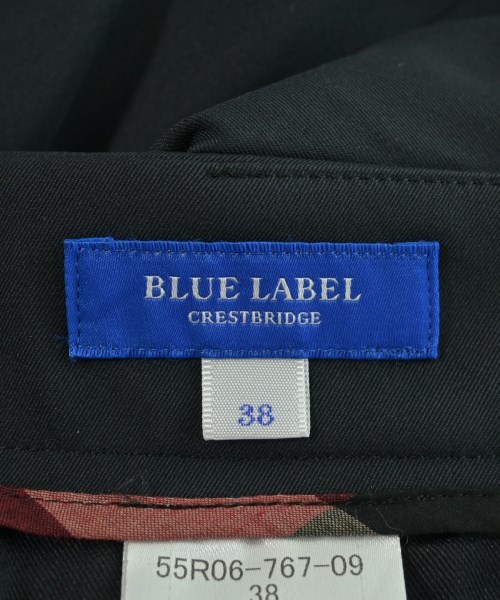 BLUE LABEL
CRESTBRIDGE
38
55R06-767-09
38